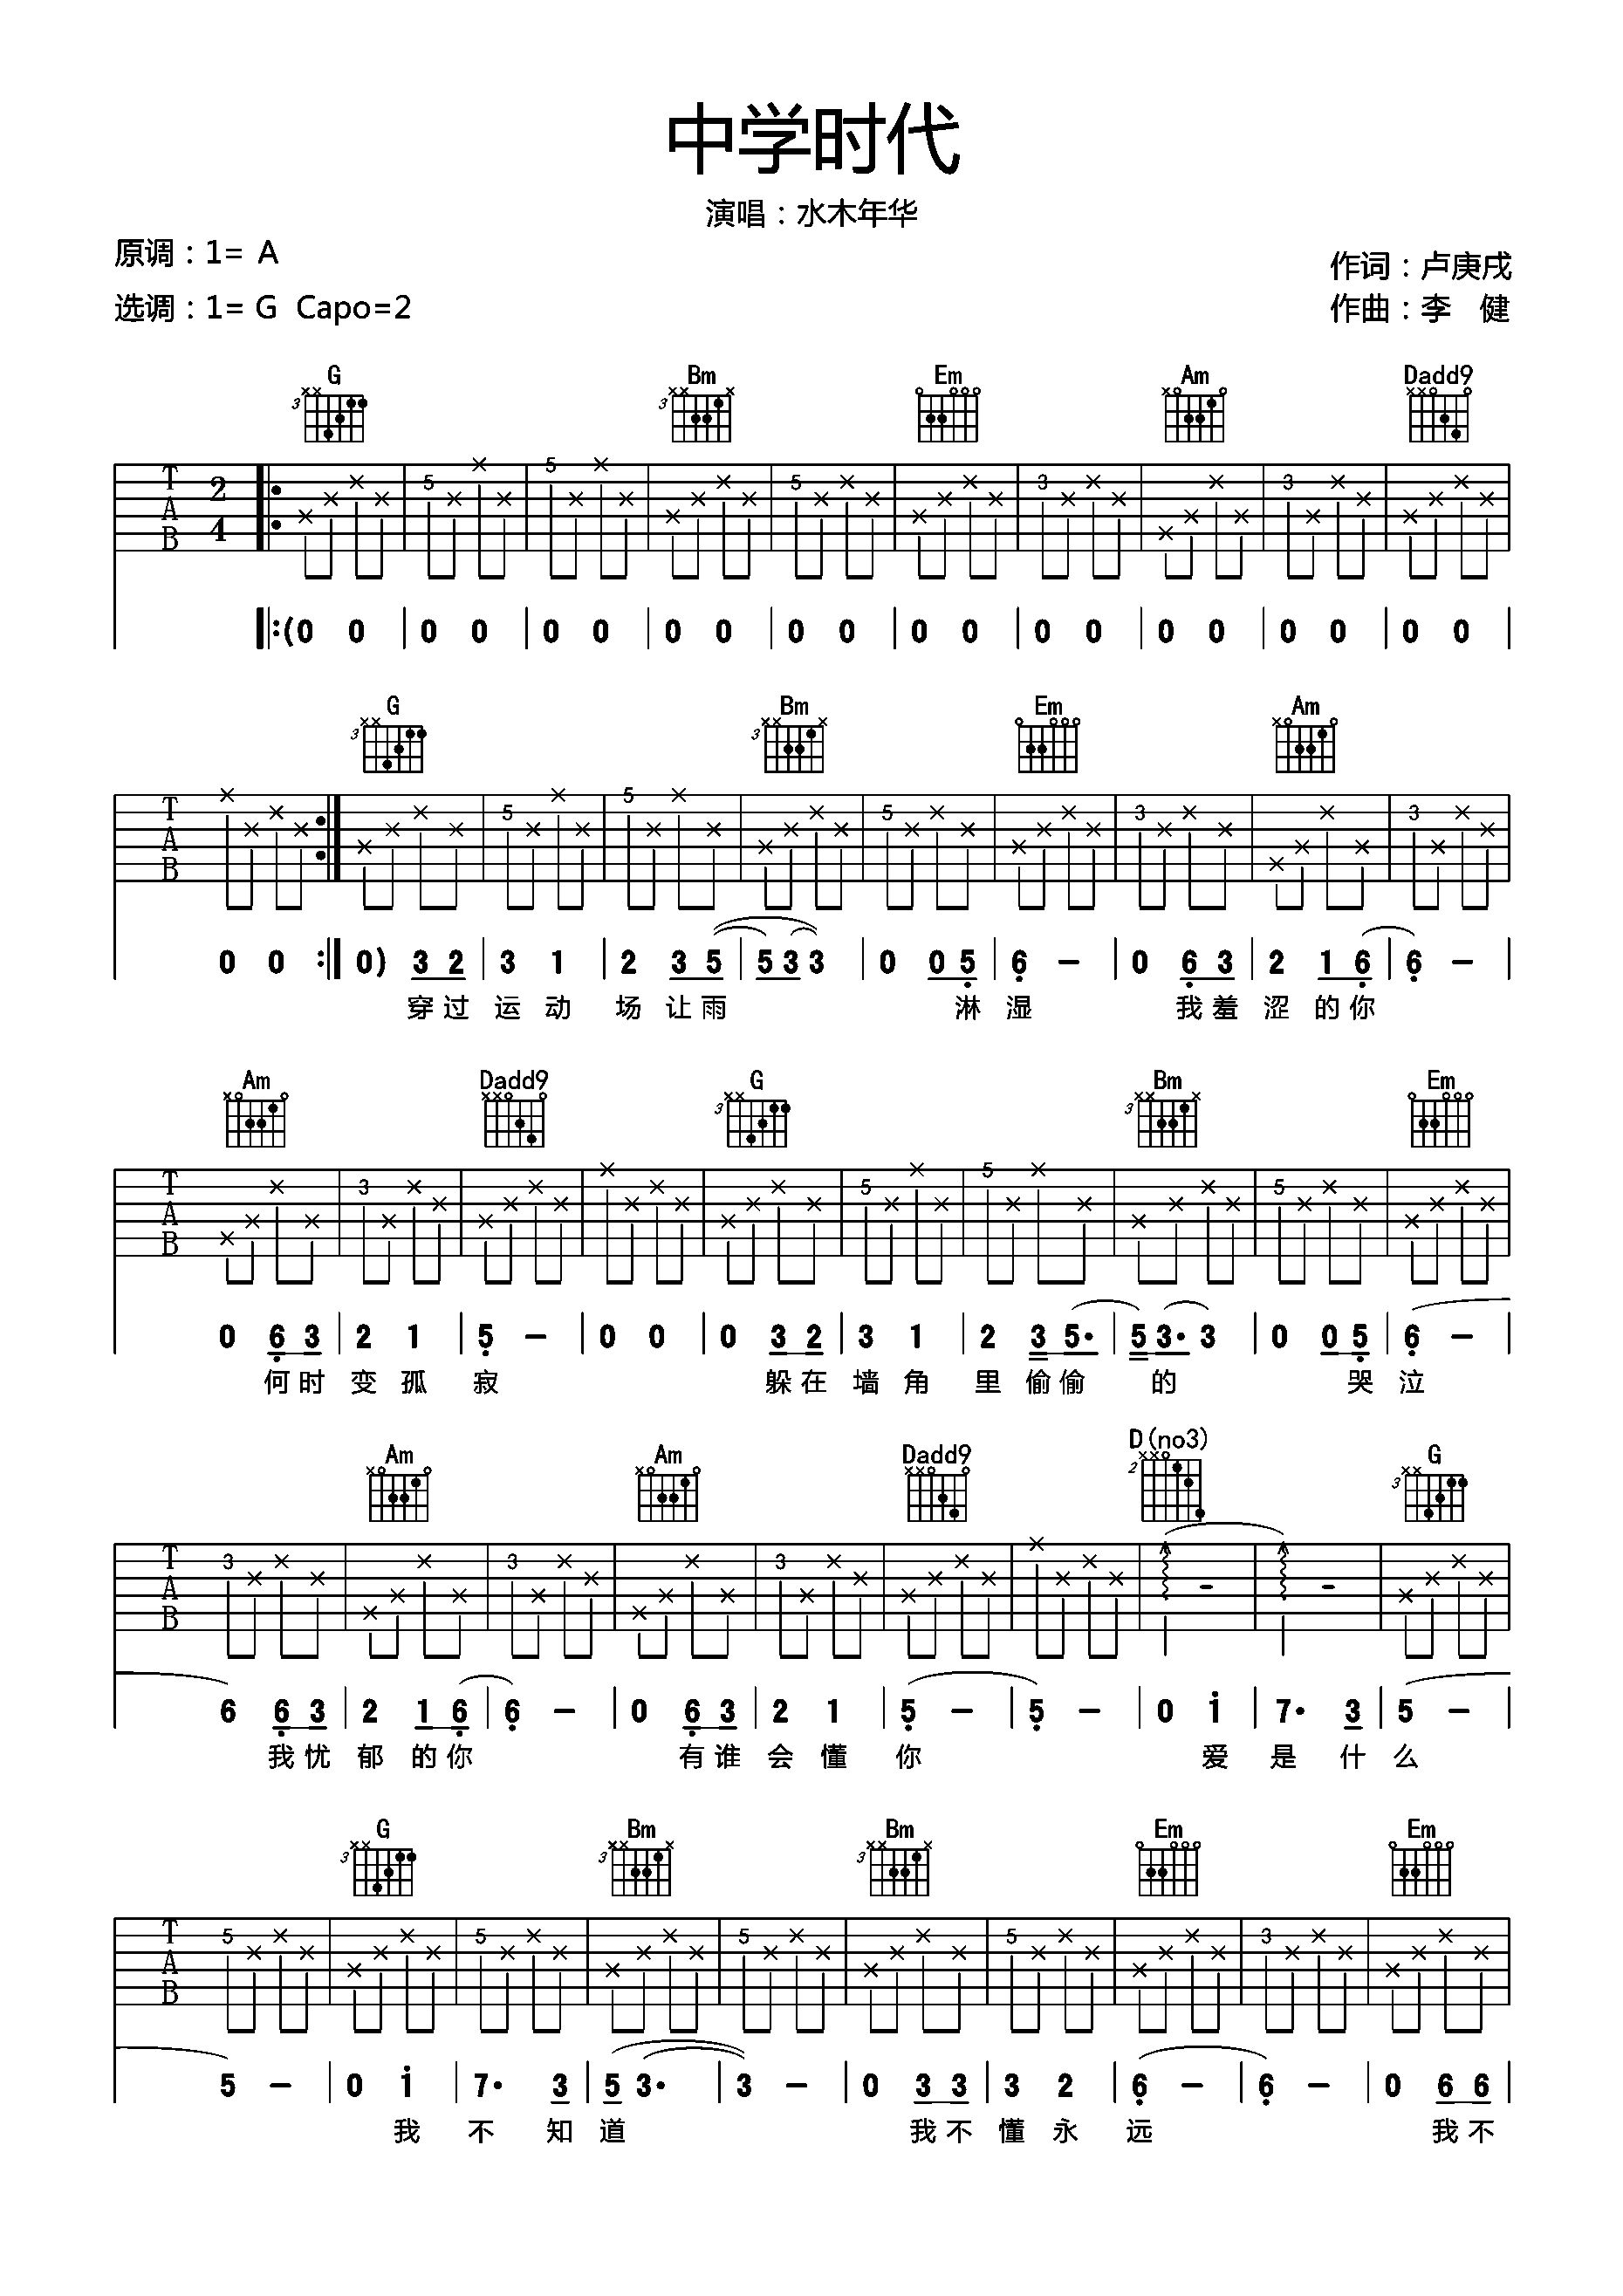 中学时代
演唱：水木年华
原调：1= A
作词：卢庚戌
选调：1= G Capo=2
作曲：李 健
G Bm Em Am Dadd9
3 3
T A B 2 4 5 5 5 3 3
(0 0 0 0 0 0 0 0 0 0 0 0 0 0 0 0 0 0 0 0
G Bm Em Am
3 3
T A B 5 5 5 3 3
0 0 0) 3 2 3 1 2 3 5 5 3 3 0 0 5 6 - 0 6 3 2 1 6 6 -
穿过运动场让雨 淋湿 我羞涩的你
Am Dadd9 G Bm Em
3 3
T A B 3 5 5 5
0 6 3 2 1 5 - 0 0 0 3 2 3 1 2 3 5· 5 3· 3 0 0 5 6 -
何时变孤寂 躲在墙角里偷偷的 哭泣
Am Am Dadd9 D(no3) G
2 3
T A B 3 3 3
6 6 3 2 1 6 6 - 0 6 3 2 1 5 - 5 - 0 i 7· 3 5 -
我忧郁的你 有谁会懂你 爱是什么
G Bm Bm Em Em
3 3 3
T A B 5 5 5 5 3
5 - 0 i 7· 3 5 3· 3 - 0 3 3 3 2 6 - 6 - 0 6 6
我不知道 我不懂永远 我不